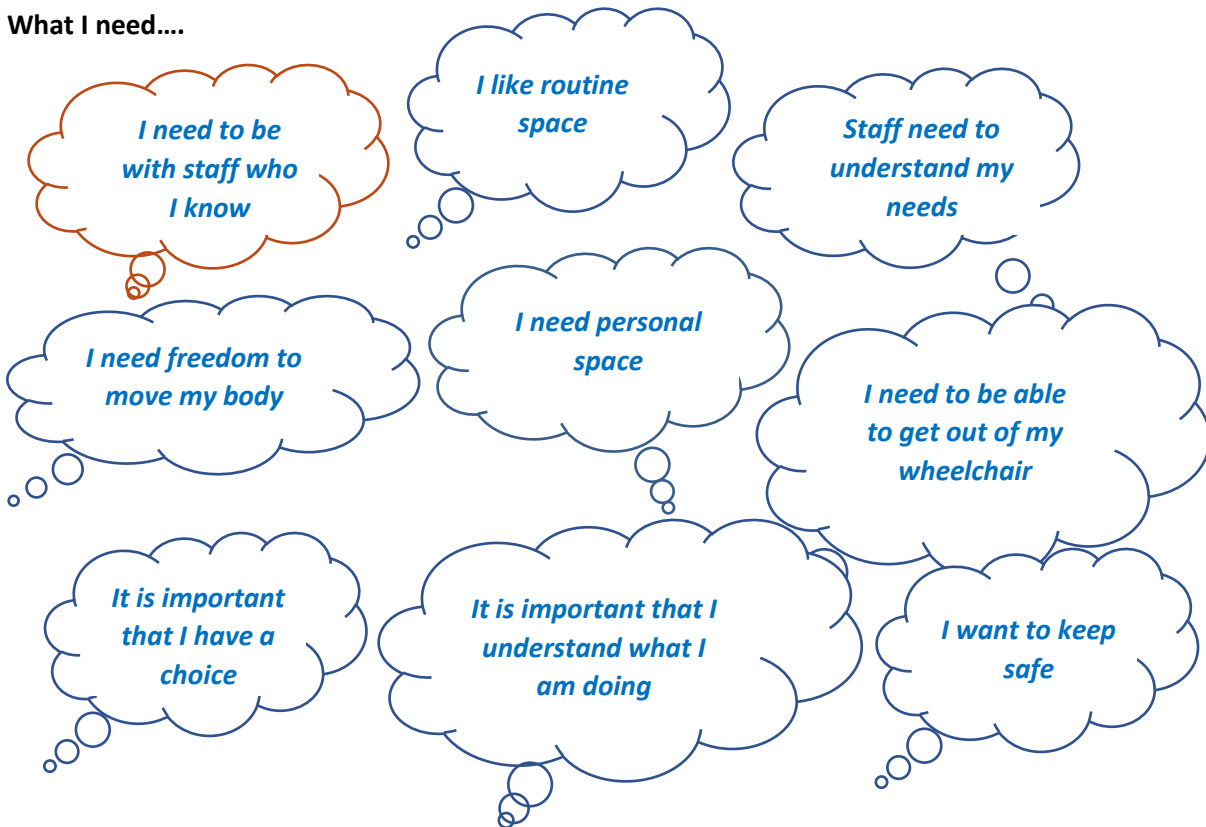 What I need....
I need to be
with staff who
I know
I like routine
space
Staff need to
understand my
needs
I need freedom to
move my body
I need personal
space
I need to be able
to get out of my
wheelchair
It is important
that I have a
choice
It is important that I
understand what I
am doing
I want to keep
safe